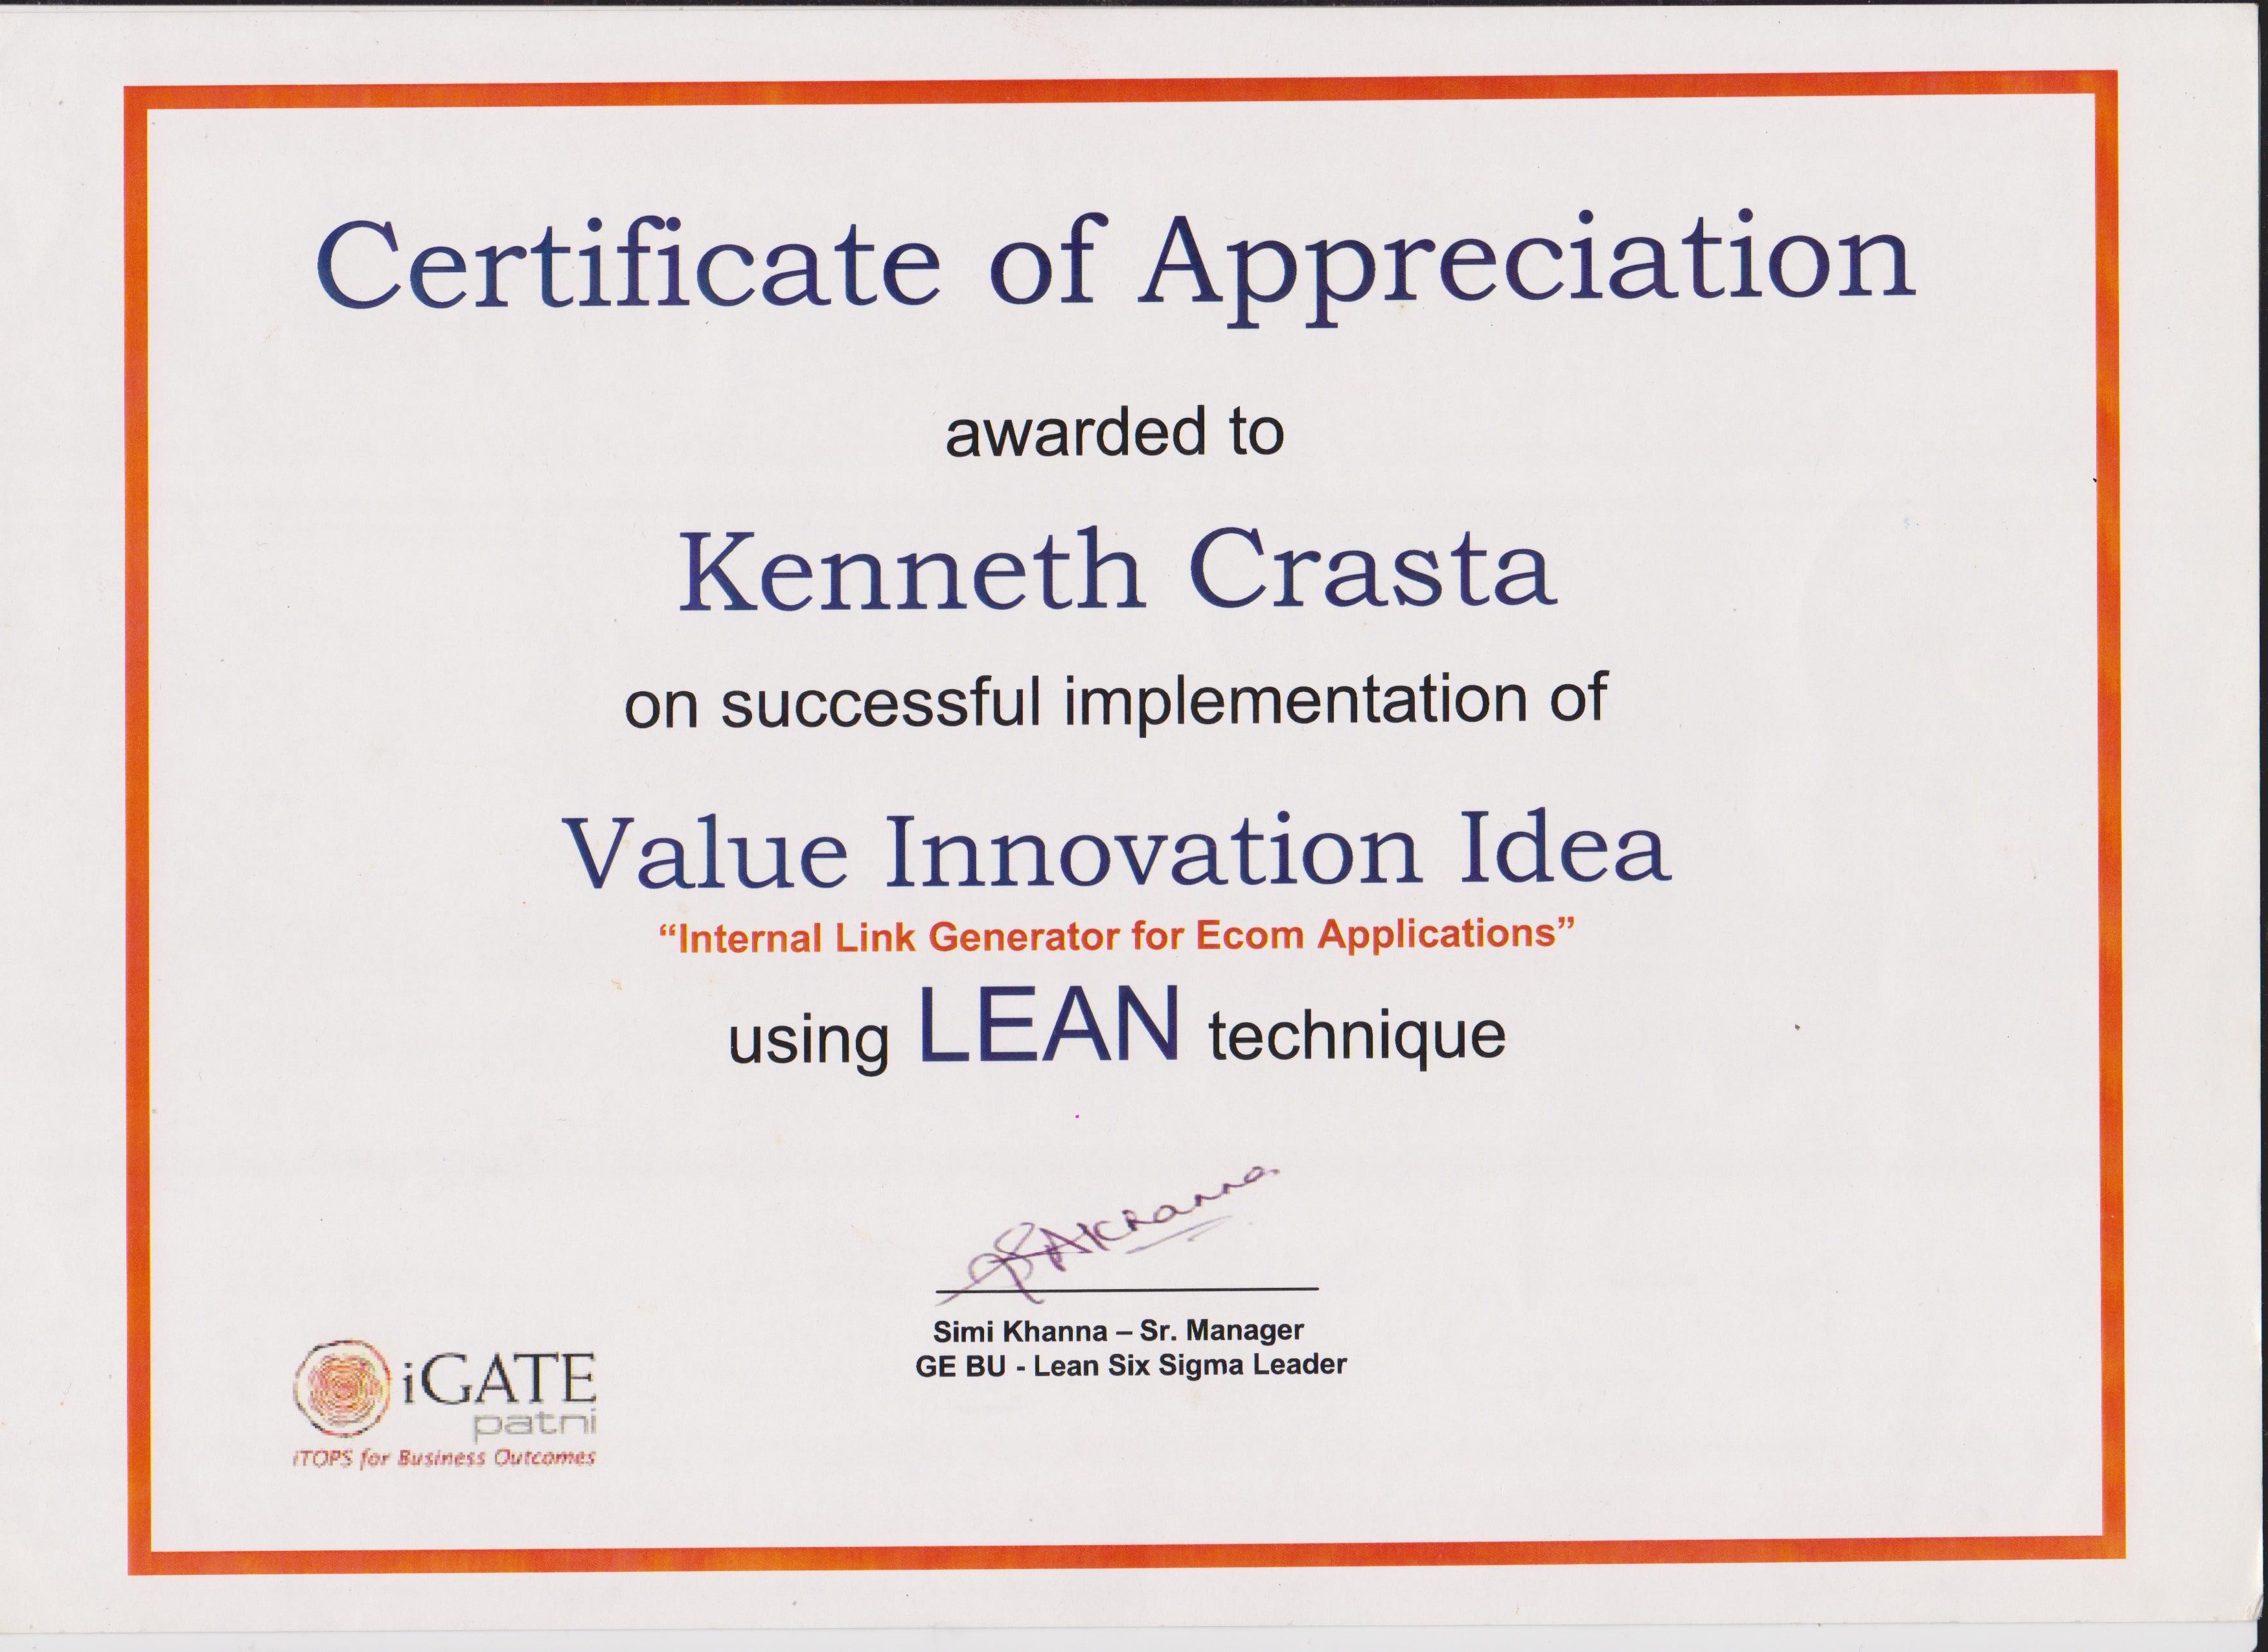 Certificate of Appreciation
awarded to
Kenneth Crasta
on successful implementation of
Value Innovation Idea
“Internal Link Generator for Ecom Applications”
using LEAN technique
Simi Khanna – Sr. Manager
GE BU - Lean Six Sigma Leader
iGATE
patni
iTOPS for Business Outcomes